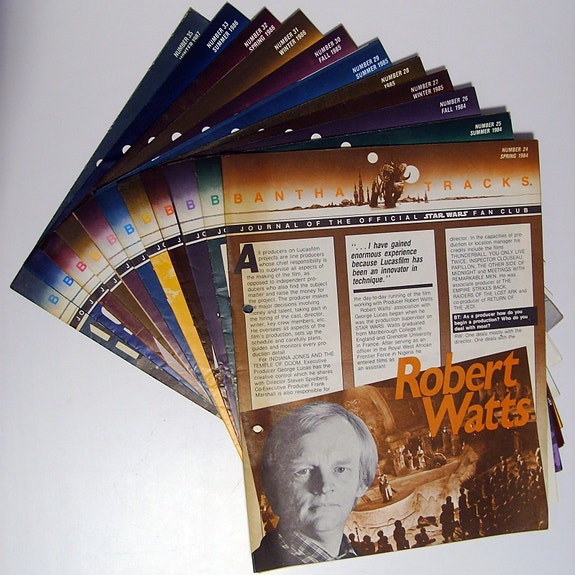 NUMBER 35
WINTER 1987
NUMBER 33
SUMMER 1986
NUMBER 32
SPRING 1986
NUMBER 31
WINTER 1986
NUMBER 30
FALL 1985
NUMBER 29
SUMMER 1985
NUMBER 28
1985
NUMBER 27
WINTER 1985
NUMBER 26
FALL 1984
NUMBER 25
SUMMER 1984
NUMBER 24
SPRING 1984
BANTHA TRACKS
JOURNAL OF THE OFFICIAL STAR WARS FAN CLUB
All producers on Lucasfilm
projects are line producers
whose chief responsibility is
to supervise all aspects of
the making of the film, as
opposed to independent pro-
ducers who also find the subject
matter and raise the money for
the project. The producer makes
major decisions involving
money and talent, taking part in
the hiring of the cast, director,
writer, key crew members, etc.
He oversees all aspects of the
film's production, sets up the
schedule and carefully plans,
guides and monitors every pro-
duction detail.
For INDIANA JONES AND THE
TEMPLE OF DOOM, Executive
Producer George Lucas has the
creative control which he shares
with Director Steven Spielberg.
Co-Executive Producer Frank
Marshall is also responsible for
". . . I have gained
enormous experience
because Lucasfilm has
been an innovator in
technique."
the day-to-day running of the film,
working with Producer Robert Watts.
Robert Watts' association with
George Lucas began when he
was the production supervisor on
STAR WARS. Watts graduated
from Marlborough College in
England and Grenoble University
in France. After serving as an
officer in the Royal West African
Frontier Force in Nigeria he
entered films as
an assistant
director. In the capacities of pro-
duction or location manager his
credits include the films
THUNDERBALL, YOU ONLY LIVE
TWICE, INSPECTOR CLOUSEAU,
PAPILLON, THE OTHER SIDE OF
MIDNIGHT and MEETINGS WITH
REMARKABLE MEN. He was
associate producer of THE
EMPIRE STRIKES BACK,
RAIDERS OF THE LOST ARK and
co-producer of RETURN OF
THE JEDI.
BT: As a producer how do you
begin a production? Who do you
deal with most?
RW: One deals mostly with the
director. One deals with the
Robert
Watts